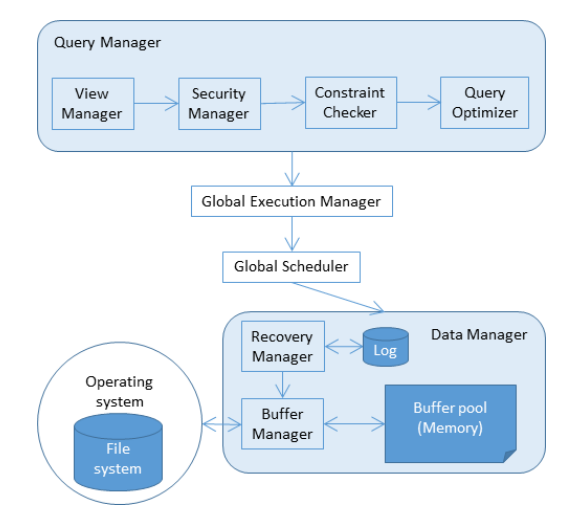 Query Manager
View
Manager
Security
Manager
Constraint
Checker
Query
Optimizer
Global Execution Manager
Global Scheduler
Data Manager
Recovery
Manager
Log
Operating
system
File
system
Buffer
Manager
Buffer pool
(Memory)